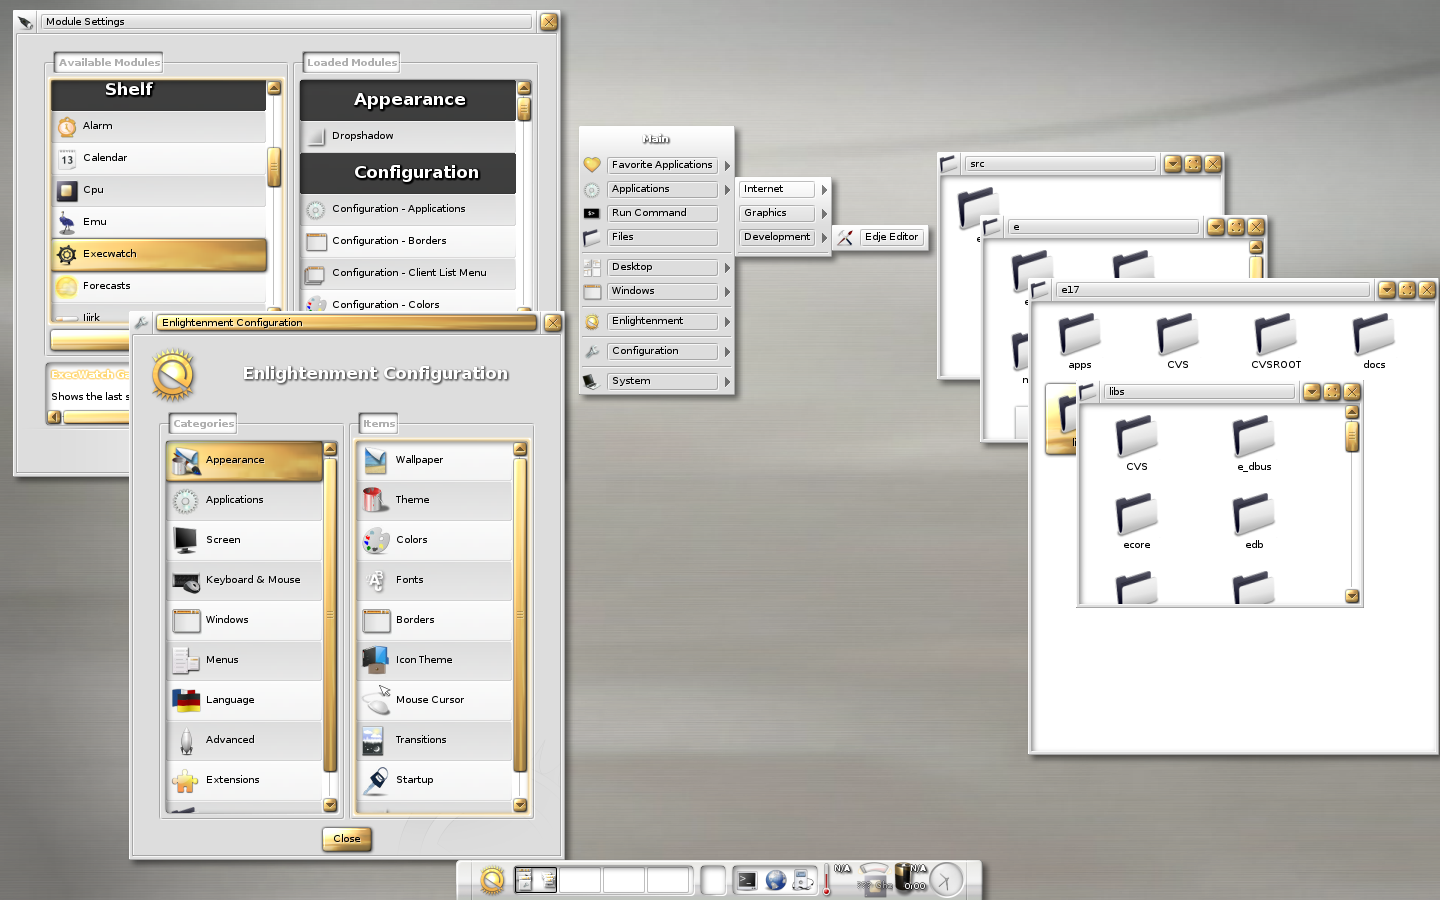 Module Settings
Available Modules
Shelf
Alarm
13
Calendar
Cpu
Emu
Execwatch
Forecasts
Iiirk
Shows the last s
Loaded Modules
Appearance
Dropshadow
Configuration
Configuration - Applications
Configuration - Borders
Configuration - Client List Menu
Configuration - Colors
Enlightenment Configuration
Enlightenment Configuration
Categories
Appearance
Applications
Screen
Keyboard & Mouse
Windows
Menus
Language
Advanced
Extensions
Items
Wallpaper
Theme
Colors
Fonts
Borders
Icon Theme
Mouse Cursor
Transitions
Startup
Close
Main
Favorite Applications
Applications
Run Command
Files
Desktop
Windows
Enlightenment
Configuration
System
Internet
Graphics
Development
Edje Editor
src
e
e17
apps
CVS
CVSROOT
docs
libs
CVS
e_dbus
ecore
edb
N/A
N/A
0:00